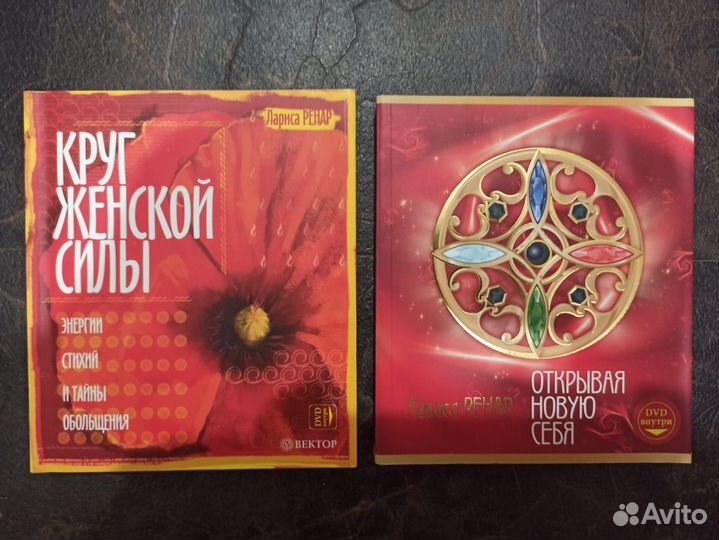 Лариса РЕНАР
КРУГ
ЖЕНСКОЙ
СИЛЫ
ЭНЕРГИИ
СТИХИЙ
И ТАЙНЫ
ОБОЛЬЩЕНИЯ
DVD
внутри
ВЕКТОР
Лариса РЕНАР
ОТКРЫВАЯ
НОВУЮ
СЕБЯ
DVD
внутри
Avito